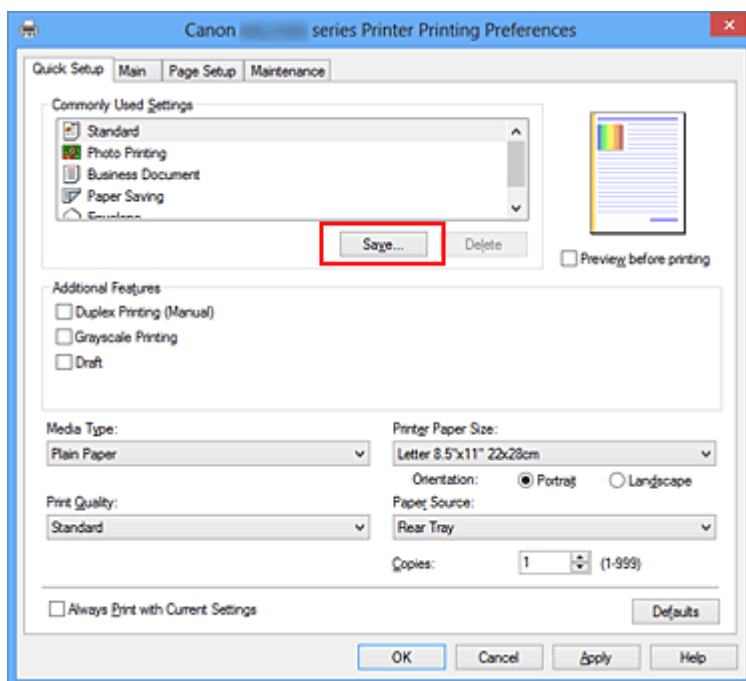 Canon series Printer Printing Preferences
Quick Setup Main Page Setup Maintenance
Commonly Used Settings
Standard
Photo Printing
Business Document
Paper Saving
Envelope
Save... Delete
Preview before printing
Additional Features
Duplex Printing (Manual)
Grayscale Printing
Draft
Media Type: Printer Paper Size:
Plain Paper Letter 8.5"x11" 22x28cm
Orientation: Portrait Landscape
Print Quality: Paper Source:
Standard Rear Tray
Copies: 1 (1-999)
Always Print with Current Settings Defaults
OK Cancel Apply Help